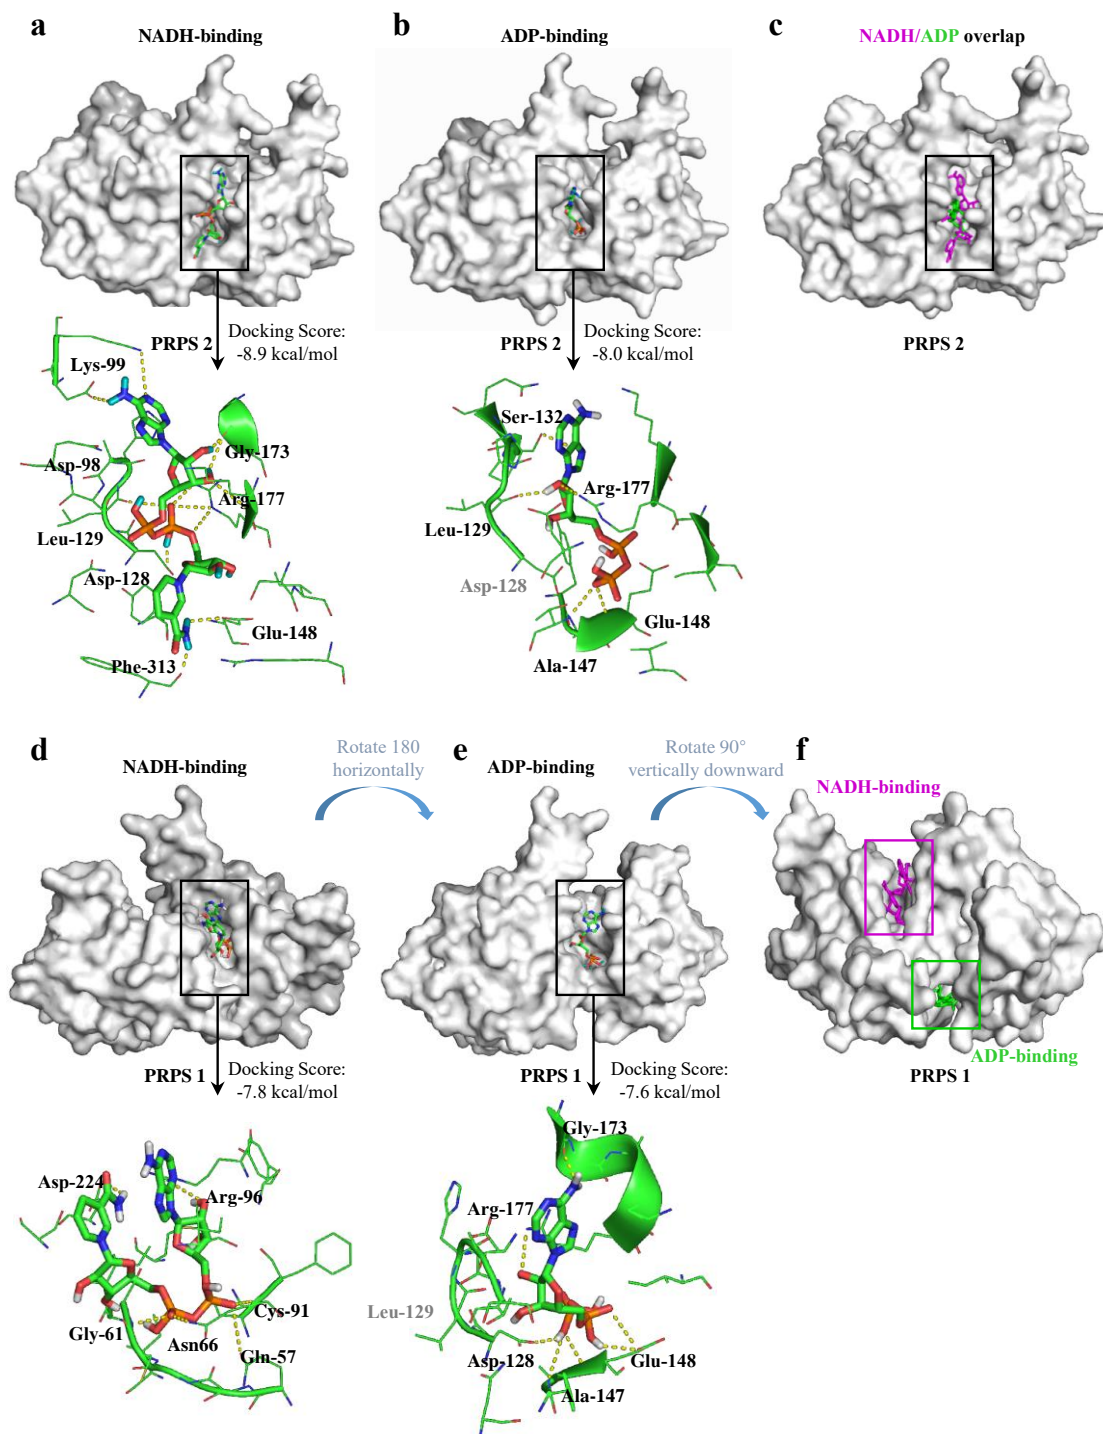 a
NADH-binding
b
ADP-binding
c
NADH/ADP overlap
PRPS 2
Docking Score:
-8.9 kcal/mol
PRPS 2
Docking Score:
-8.0 kcal/mol
PRPS 2
Lys-99
Gly-173
Asp-98
Arg-177
Leu-129
Asp-128
Glu-148
Phe-313
Ser-132
Arg-177
Leu-129
Asp-128
Glu-148
Ala-147
d
NADH-binding
Rotate 180
horizontally
e
ADP-binding
Rotate 90°
vertically downward
f
NADH-binding
ADP-binding
PRPS 1
PRPS 1
Docking Score:
-7.8 kcal/mol
PRPS 1
Docking Score:
-7.6 kcal/mol
Asp-224
Arg-96
Cys-91
Gly-61
Asn66
Gln-57
Gly-173
Arg-177
Leu-129
Asp-128
Glu-148
Ala-147